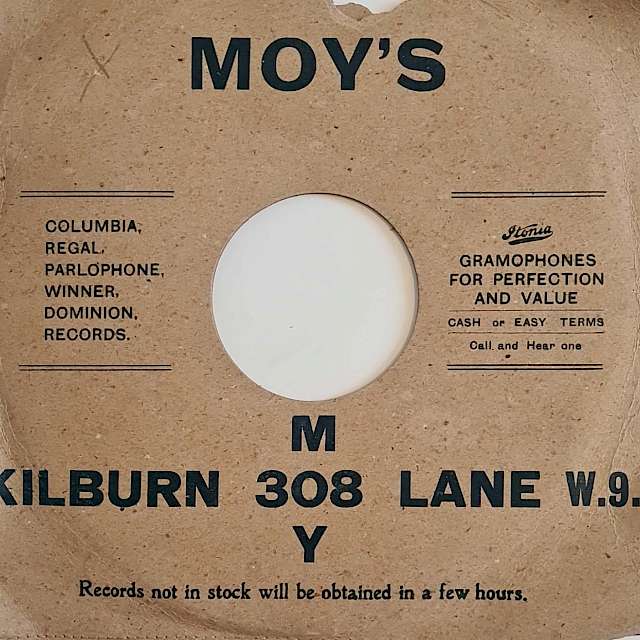 MOY'S
COLUMBIA,
REGAL,
PARLOPHONE,
WINNER,
DOMINION,
RECORDS.
Itonia
GRAMOPHONES
FOR PERFECTION
AND VALUE
CASH or EASY TERMS
Call and Hear one
M
KILBURN 308 LANE W.9.
Y
Records not in stock will be obtained in a few hours.